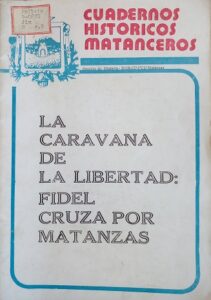 CUADERNOS
HISTÓRICOS
MATANCEROS
LA
CARAVANA
DE
LA LIBERTAD:
FIDEL
CRUZA POR
MATANZAS